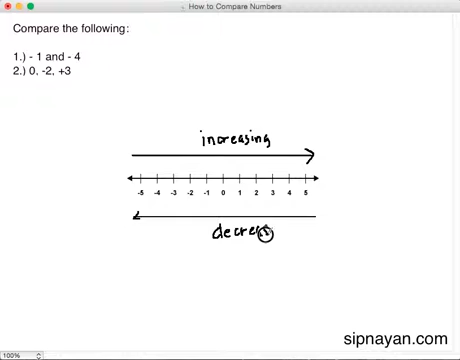 How to Compare Numbers
Compare the following:
1.) - 1 and - 4
2.) 0, -2, +3
increasing
-5 -4 -3 -2 -1 0 1 2 3 4 5
sipnayan.com
100%